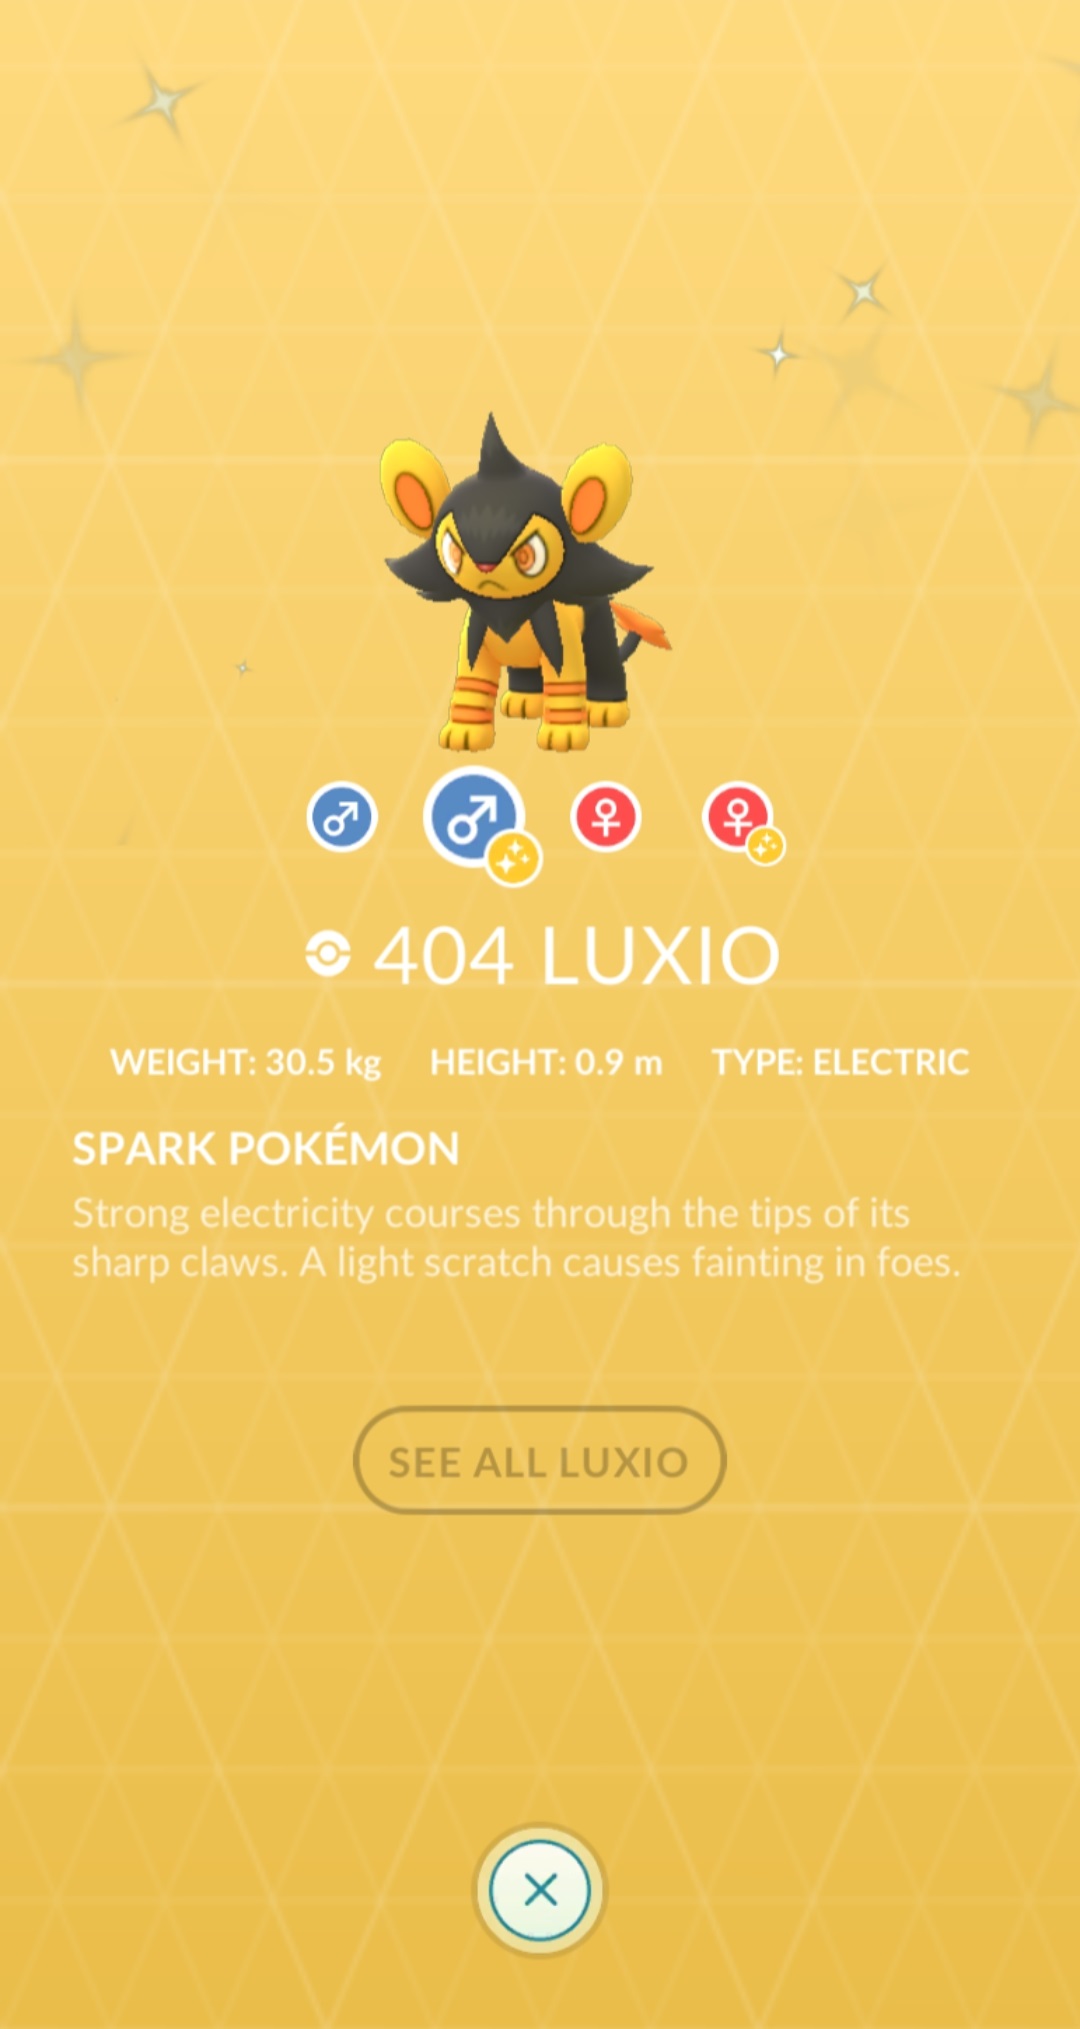 404 LUXIO
WEIGHT: 30.5 kg HEIGHT: 0.9 m TYPE: ELECTRIC
SPARK POKÉMON
Strong electricity courses through the tips of its
sharp claws. A light scratch causes fainting in foes.
SEE ALL LUXIO